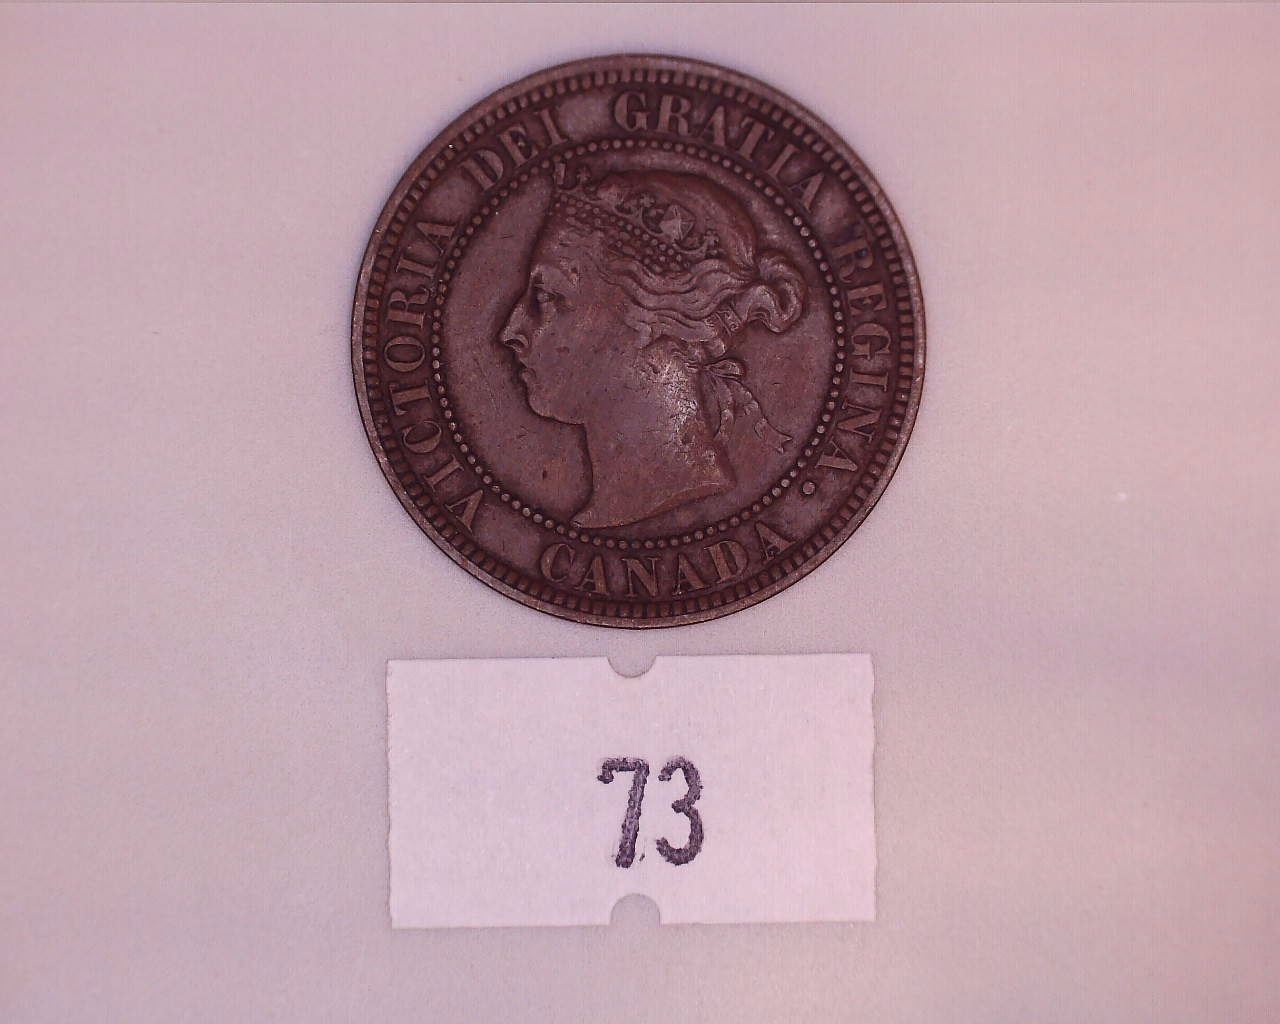 VICTORIA DEI GRATIA REGINA.
CANADA
73